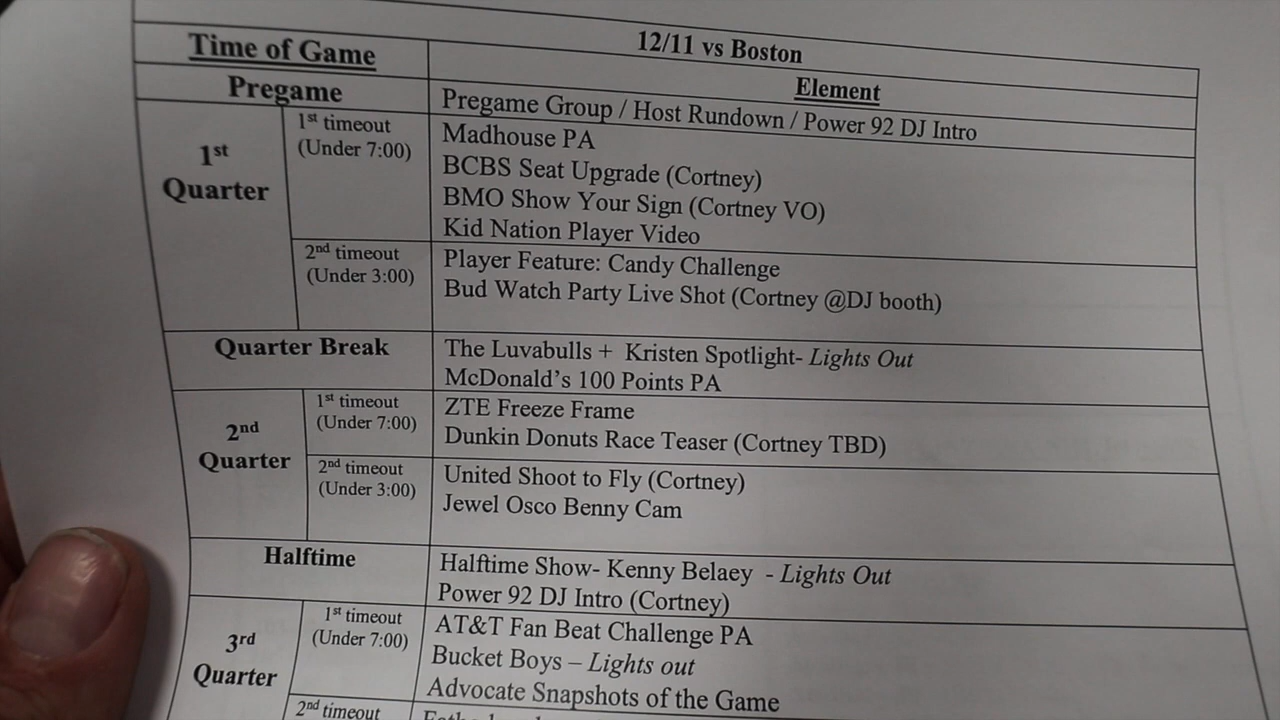 12/11 vs Boston
Time of Game
Element
Pregame
Pregame Group / Host Rundown / Power 92 DJ Intro
1st Quarter
1st timeout
(Under 7:00)
Madhouse PA
BCBS Seat Upgrade (Cortney)
BMO Show Your Sign (Cortney VO)
Kid Nation Player Video
2nd timeout
(Under 3:00)
Player Feature: Candy Challenge
Bud Watch Party Live Shot (Cortney @DJ booth)
Quarter Break
The Luvabulls + Kristen Spotlight- Lights Out
McDonald's 100 Points PA
2nd Quarter
1st timeout
(Under 7:00)
ZTE Freeze Frame
Dunkin Donuts Race Teaser (Cortney TBD)
2nd timeout
(Under 3:00)
United Shoot to Fly (Cortney)
Jewel Osco Benny Cam
Halftime
Halftime Show- Kenny Belaey - Lights Out
Power 92 DJ Intro (Cortney)
3rd Quarter
1st timeout
(Under 7:00)
AT&T Fan Beat Challenge PA
Bucket Boys – Lights out
Advocate Snapshots of the Game
2nd timeout